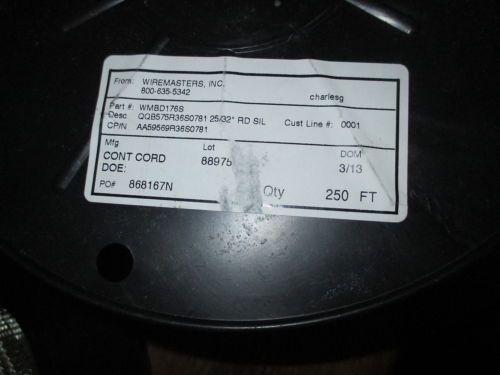 From: WIREMASTERS, INC.
800-635-5342
charlesg
Part #: WMBD176S
Desc QQB575R36S0781 25/32" RD SIL
Cust Line #: 0001
CP/N AA59569R36S0781
Mfg Lot DOM
CONT CORD 88975 3/13
DOE:
PO# 868167N Qty 250 FT